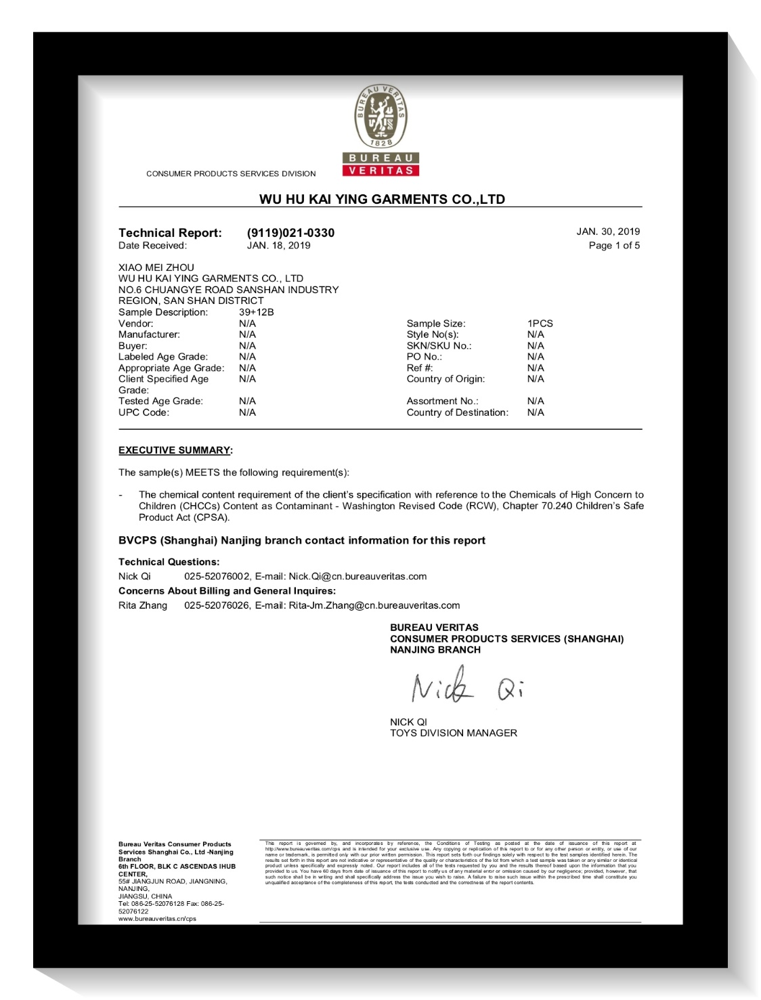 BUREAU VERITAS
1828
BUREAU
VERITAS
CONSUMER PRODUCTS SERVICES DIVISION
WU HU KAI YING GARMENTS CO.,LTD
Technical Report: (9119)021-0330 JAN. 30, 2019
Date Received: JAN. 18, 2019 Page 1 of 5
XIAO MEI ZHOU
WU HU KAI YING GARMENTS CO., LTD
NO.6 CHUANGYE ROAD SANSHAN INDUSTRY
REGION, SAN SHAN DISTRICT
Sample Description: 39+12B
Vendor: N/A Sample Size: 1PCS
Manufacturer: N/A Style No(s): N/A
Buyer: N/A SKN/SKU No.: N/A
Labeled Age Grade: N/A PO No.: N/A
Appropriate Age Grade: N/A Ref #: N/A
Client Specified Age N/A Country of Origin: N/A
Grade:
Tested Age Grade: N/A Assortment No.: N/A
UPC Code: N/A Country of Destination: N/A
EXECUTIVE SUMMARY:
The sample(s) MEETS the following requirement(s):
- The chemical content requirement of the client's specification with reference to the Chemicals of High Concern to
Children (CHCCs) Content as Contaminant - Washington Revised Code (RCW), Chapter 70.240 Children's Safe
Product Act (CPSA).
BVCPS (Shanghai) Nanjing branch contact information for this report
Technical Questions:
Nick Qi 025-52076002, E-mail: Nick.Qi@cn.bureauveritas.com
Concerns About Billing and General Inquires:
Rita Zhang 025-52076026, E-mail: Rita-Jm.Zhang@cn.bureauveritas.com
BUREAU VERITAS
CONSUMER PRODUCTS SERVICES (SHANGHAI)
NANJING BRANCH
Nick Qi
NICK QI
TOYS DIVISION MANAGER
Bureau Veritas Consumer Products
Services Shanghai Co., Ltd -Nanjing
Branch
6th FLOOR, BLK C ASCENDAS IHUB
CENTER,
55# JIANGJUN ROAD, JIANGNING,
NANJING,
JIANGSU, CHINA
Tel: 086-25-52076128 Fax: 086-25-
52076122
www.bureauveritas.cn/cps
This report is governed by, and incorporates by reference, the Conditions of Testing as posted at the date of issuance of this report at
http://www.bureauveritas.com/cps and is intended for your exclusive use. Any copying or replication of this report to or for any other person or entity, or use of our
name or trademark, is permitted only with our prior written permission. This report sets forth our findings solely with respect to the test samples identified herein. The
results set forth in this report are not indicative or representative of the quality or characteristics of the lot from which a test sample was taken or any similar or identical
product unless specifically and expressly noted. Our report includes all of the tests requested by you and the results thereof based upon the information that you
provided to us. You have 60 days from date of issuance of this report to notify us of any material error or omission caused by our negligence; provided, however, that
such notice shall be in writing and shall specifically address the issue you wish to raise. A failure to raise such issue within the prescribed time shall constitute you
unqualified acceptance of the completeness of this report, the tests conducted and the correctness of the report contents.